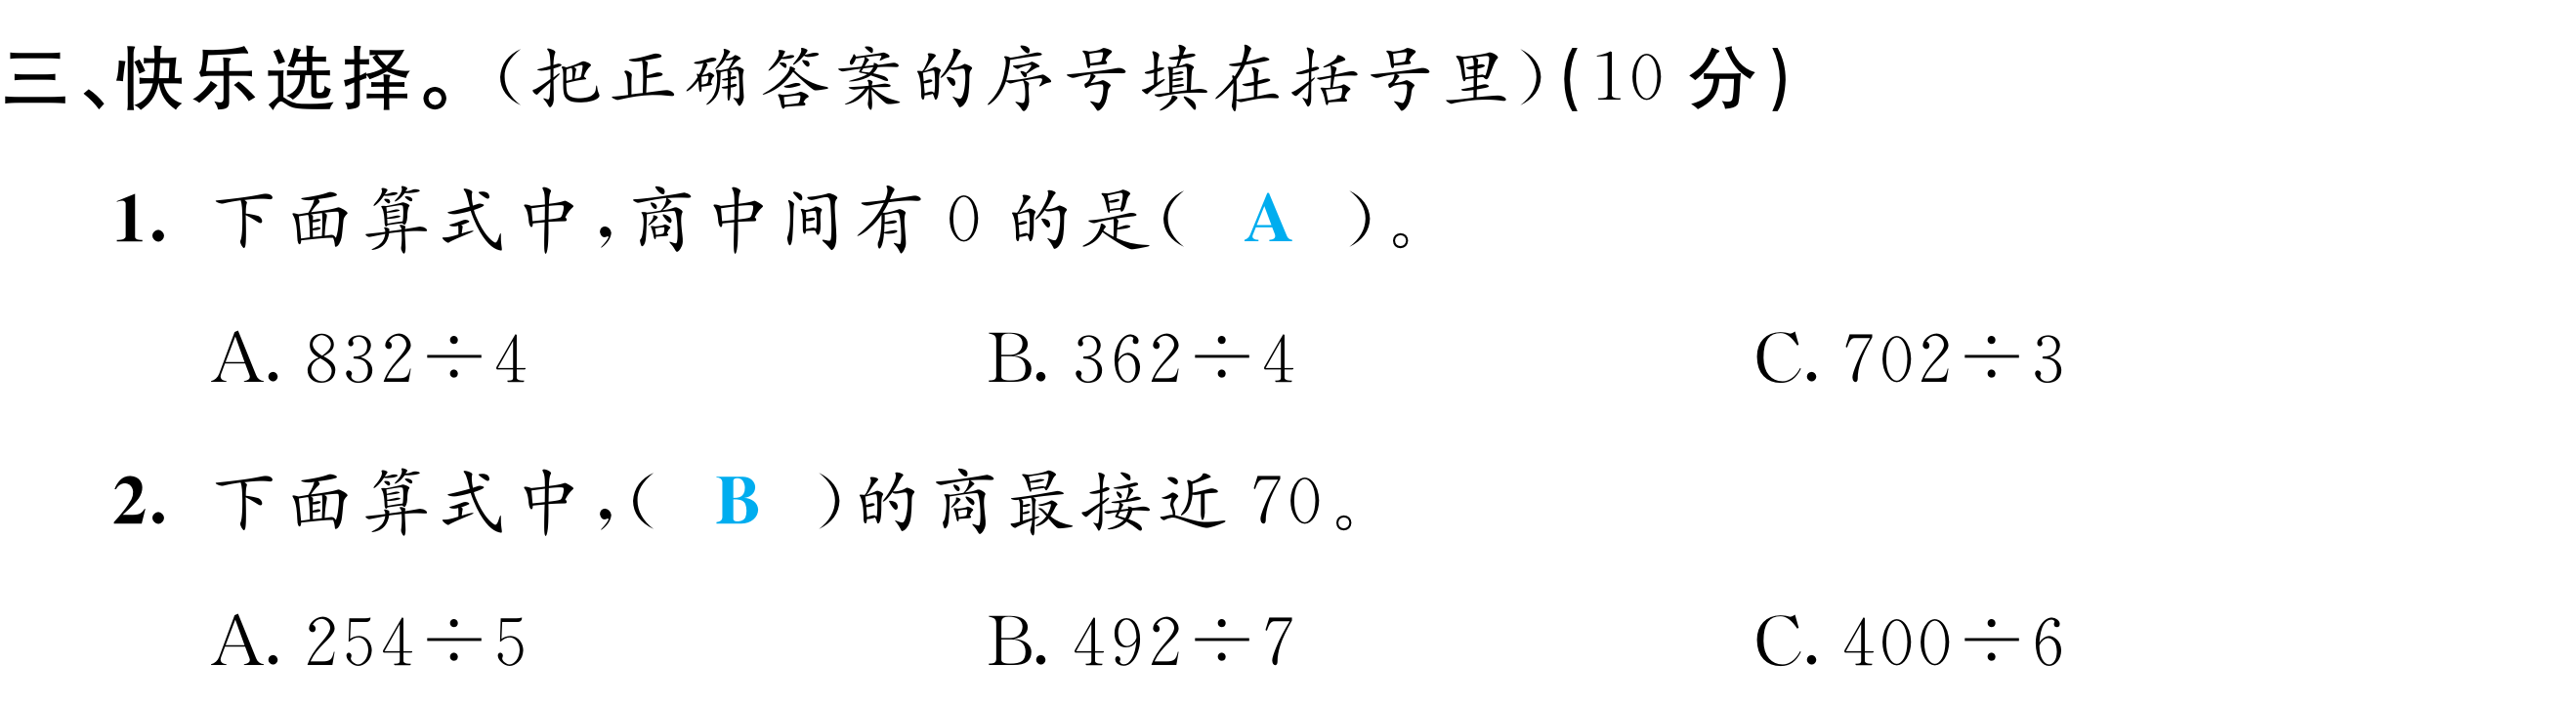 三、快乐选择。(把正确答案的序号填在括号里)(10 分)
1. 下面算式中,商中间有 0 的是( A )。
A. 832÷4 B. 362÷4 C. 702÷3
2. 下面算式中,( B )的商最接近 70。
A. 254÷5 B. 492÷7 C. 400÷6